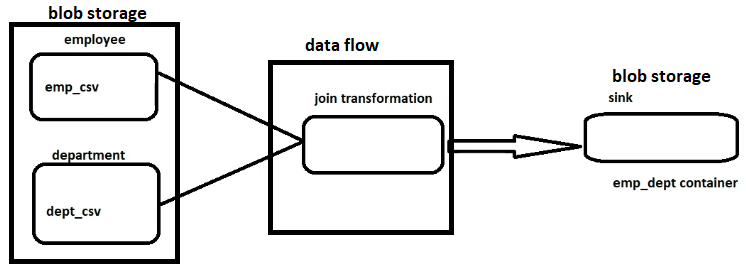 blob storage
employee
emp_csv
department
dept_csv
data flow
join transformation
blob storage
sink
emp_dept container